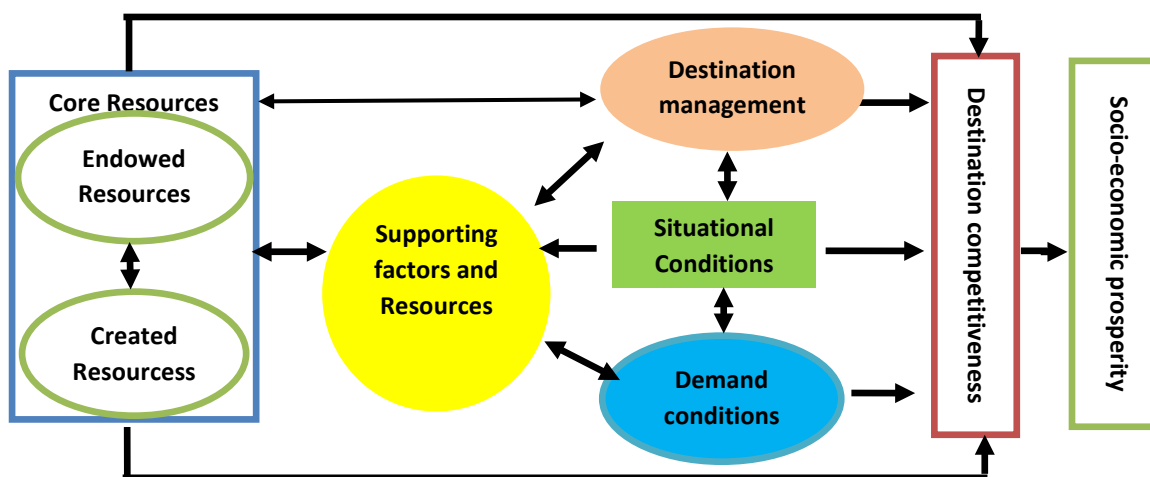 Core Resources
Endowed
Resources
Created
Resourcess
Supporting
factors and
Resources
Destination
management
Situational
Conditions
Demand
conditions
Destination competitiveness
Socio-economic prosperity